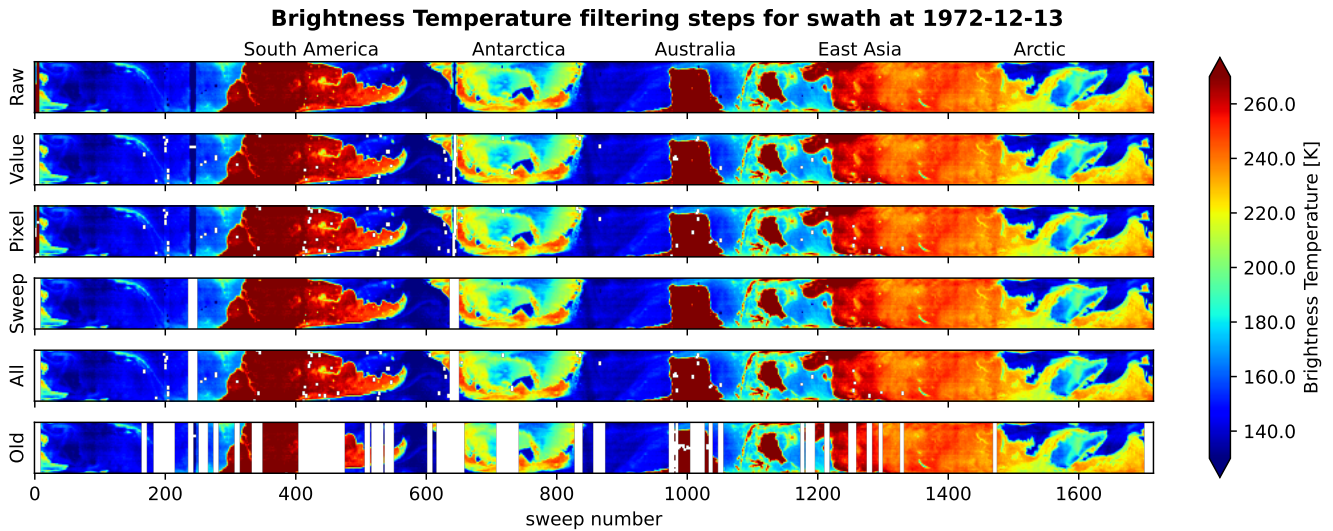 Brightness Temperature filtering steps for swath at 1972-12-13
South America Antarctica Australia East Asia Arctic
Raw
Value
Pixel
Sweep
All
Old
0 200 400 600 800 1000 1200 1400 1600
sweep number
260.0
240.0
220.0
200.0
180.0
160.0
140.0
Brightness Temperature [K]